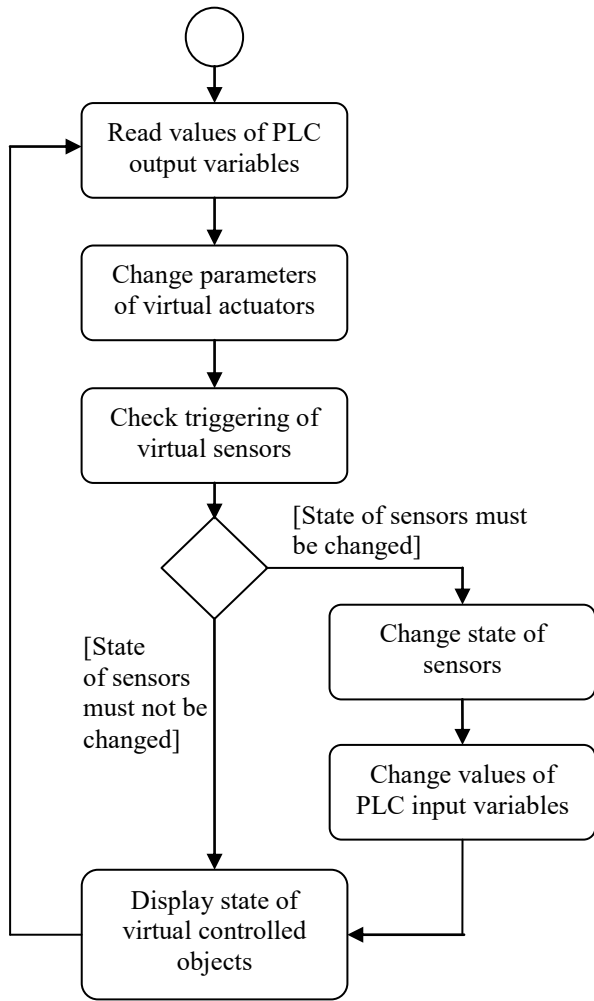 Read values of PLC
output variables
Change parameters
of virtual actuators
Check triggering of
virtual sensors
[State of sensors must
be changed]
[State
of sensors
must not be
changed]
Change state of
sensors
Change values of
PLC input variables
Display state of
virtual controlled
objects